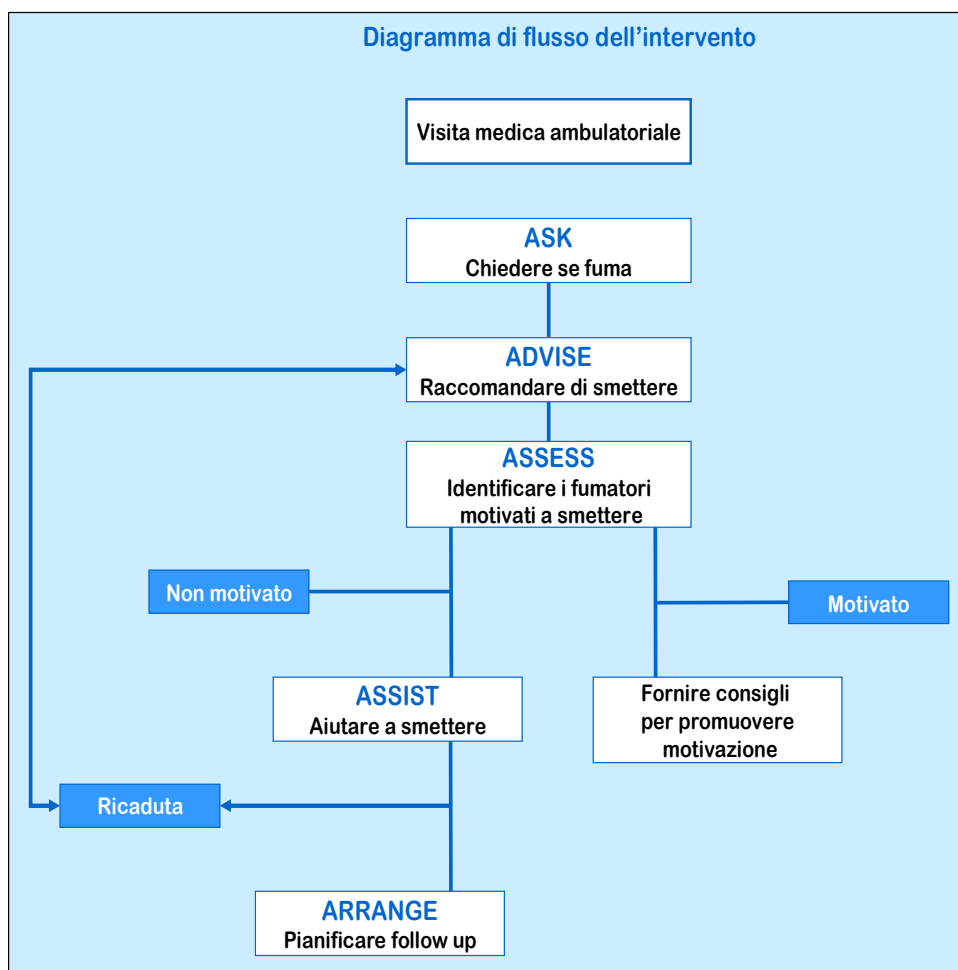 Diagramma di flusso dell'intervento
Visita medica ambulatoriale
ASK
Chiedere se fuma
ADVISE
Raccomandare di smettere
ASSESS
Identificare i fumatori
motivati a smettere
Non motivato
Motivato
ASSIST
Aiutare a smettere
Fornire consigli
per promuovere
motivazione
Ricaduta
ARRANGE
Pianificare follow up